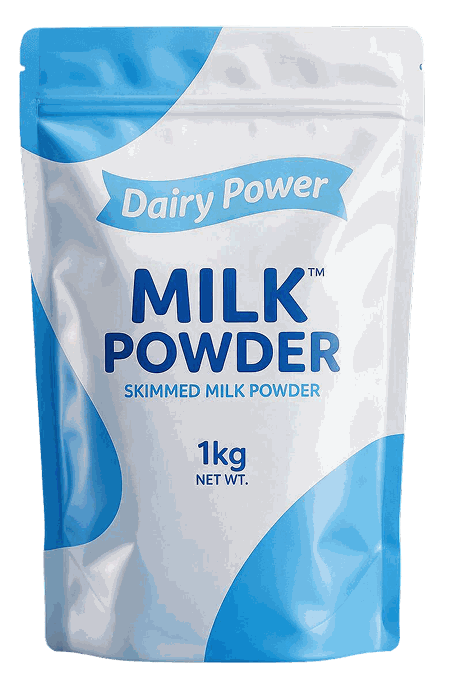 Dairy Power
MILK™
POWDER
SKIMMED MILK POWDER
1kg
NET WT.